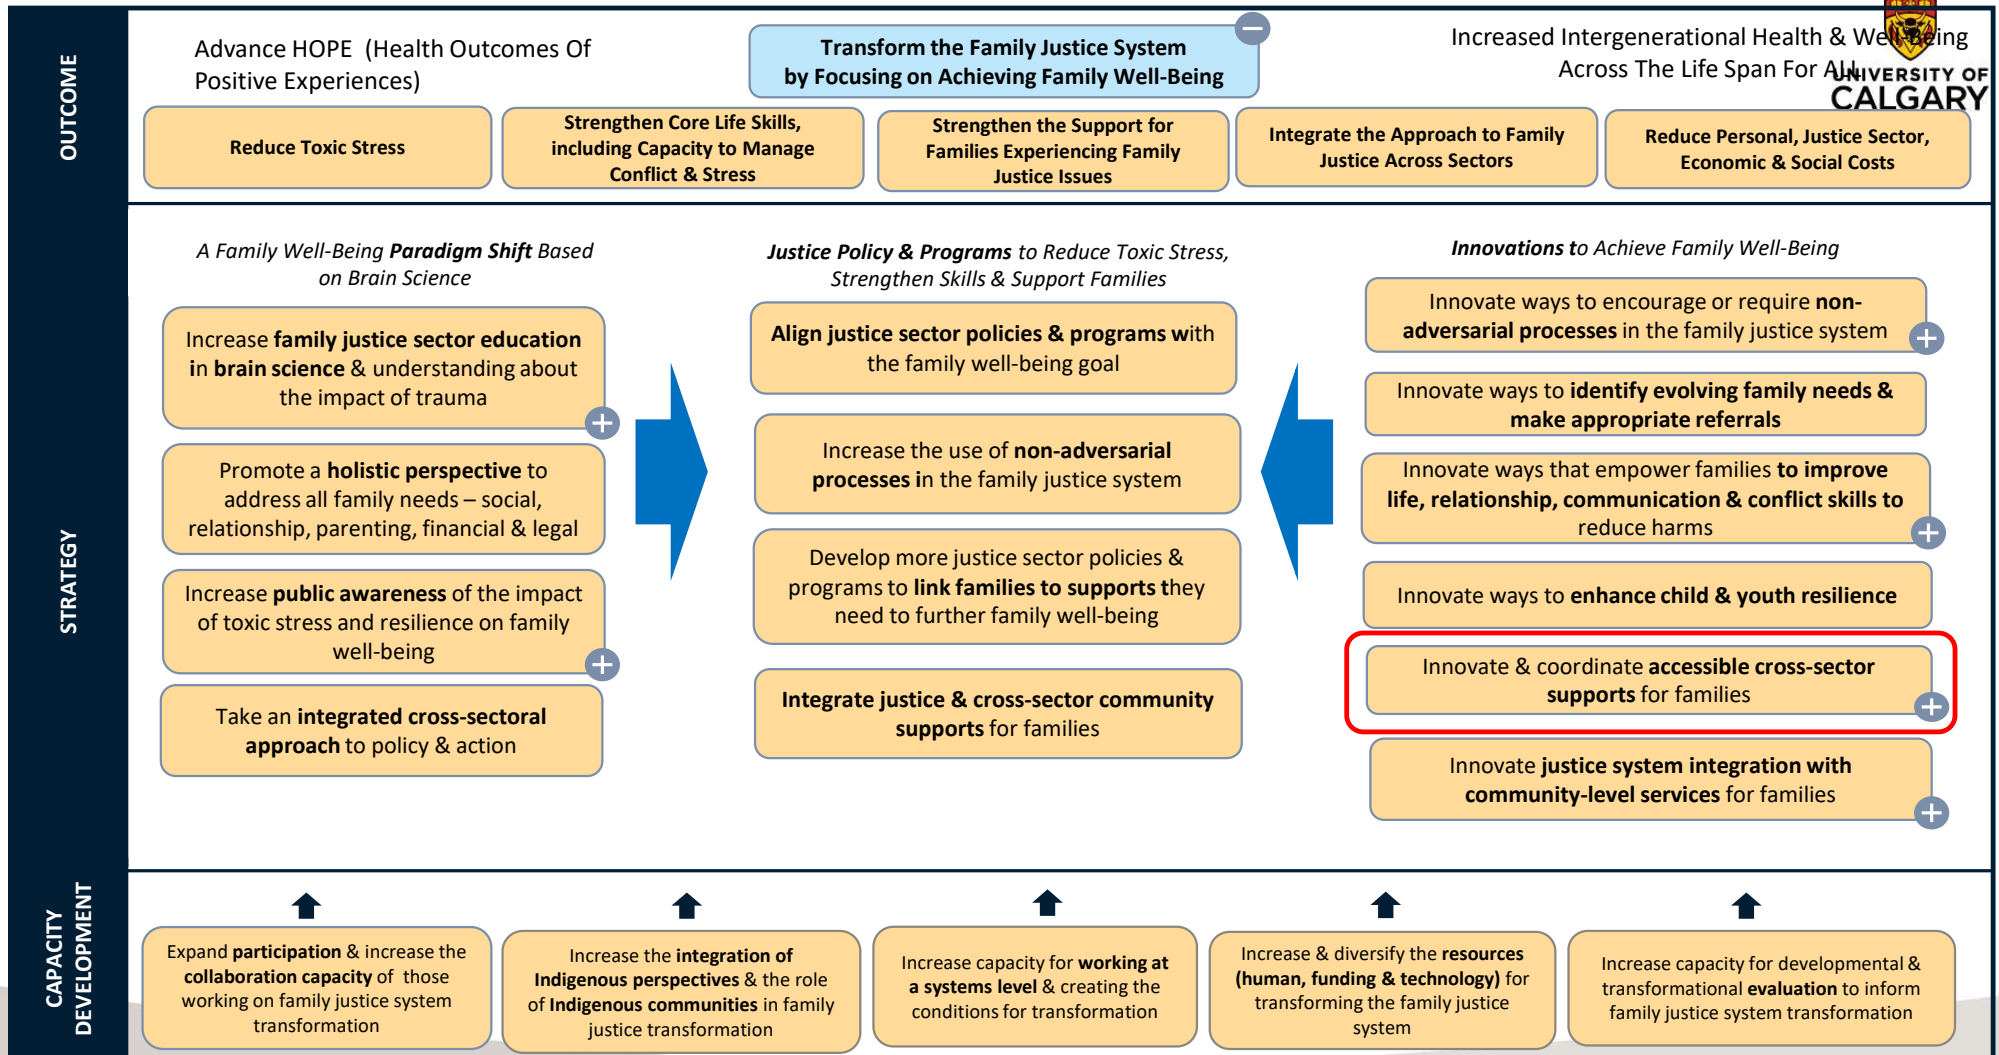 OUTCOME
Advance HOPE (Health Outcomes Of
Positive Experiences)
Transform the Family Justice System
by Focusing on Achieving Family Well-Being
−
Increased Intergenerational Health & Well-Being
Across The Life Span For ALL
UNIVERSITY OF
CALGARY
Reduce Toxic Stress
Strengthen Core Life Skills,
including Capacity to Manage
Conflict & Stress
Strengthen the Support for
Families Experiencing Family
Justice Issues
Integrate the Approach to Family
Justice Across Sectors
Reduce Personal, Justice Sector,
Economic & Social Costs
STRATEGY
A Family Well-Being Paradigm Shift Based
on Brain Science
Increase family justice sector education
in brain science & understanding about
the impact of trauma
+
Promote a holistic perspective to
address all family needs – social,
relationship, parenting, financial & legal
Increase public awareness of the impact
of toxic stress and resilience on family
well-being
+
Take an integrated cross-sectoral
approach to policy & action
Justice Policy & Programs to Reduce Toxic Stress,
Strengthen Skills & Support Families
Align justice sector policies & programs with
the family well-being goal
Increase the use of non-adversarial
processes in the family justice system
Develop more justice sector policies &
programs to link families to supports they
need to further family well-being
Integrate justice & cross-sector community
supports for families
Innovations to Achieve Family Well-Being
Innovate ways to encourage or require non-
adversarial processes in the family justice system
+
Innovate ways to identify evolving family needs &
make appropriate referrals
Innovate ways that empower families to improve
life, relationship, communication & conflict skills to
reduce harms
+
Innovate ways to enhance child & youth resilience
Innovate & coordinate accessible cross-sector
supports for families
+
Innovate justice system integration with
community-level services for families
+
CAPACITY
DEVELOPMENT
Expand participation & increase the
collaboration capacity of those
working on family justice system
transformation
Increase the integration of
Indigenous perspectives & the role
of Indigenous communities in family
justice transformation
Increase capacity for working at
a systems level & creating the
conditions for transformation
Increase & diversify the resources
(human, funding & technology) for
transforming the family justice
system
Increase capacity for developmental &
transformational evaluation to inform
family justice system transformation